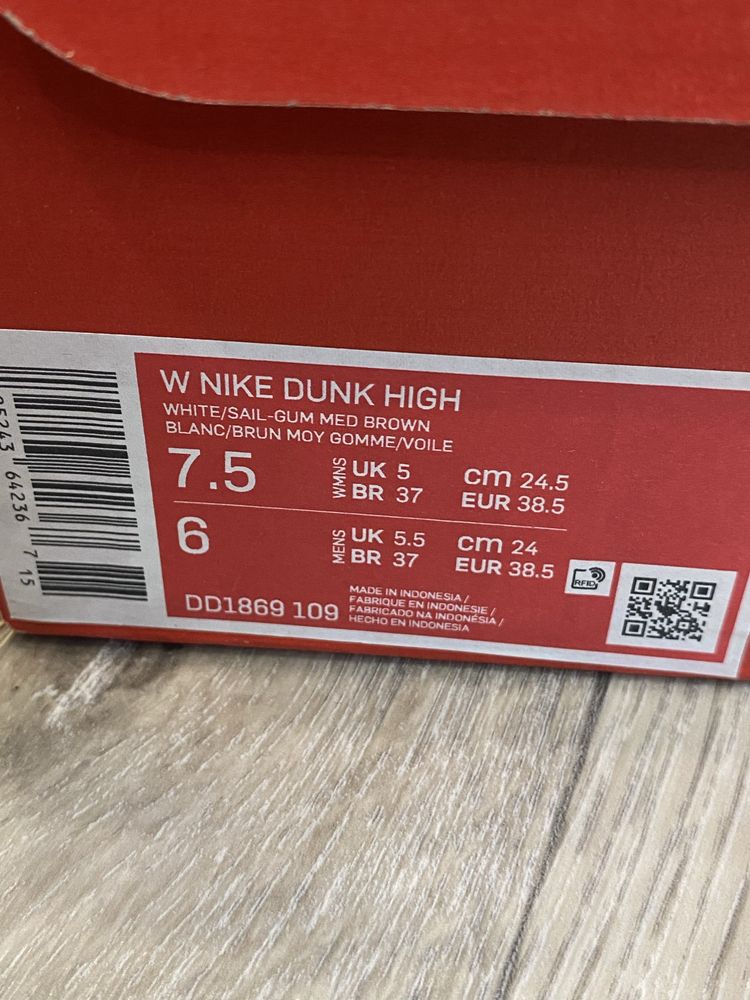 W NIKE DUNK HIGH
WHITE/SAIL-GUM MED BROWN
BLANC/BRUN MOY GOMME/VOILE
7.5 WMNS UK 5 cm 24.5
BR 37 EUR 38.5
6 MENS UK 5.5 cm 24
BR 37 EUR 38.5
RFID
DD1869 109
MADE IN INDONESIA /
FABRIQUE EN INDONESIE /
FABRICADO NA INDONÉSIA /
HECHO EN INDONESIA
64236 7 15